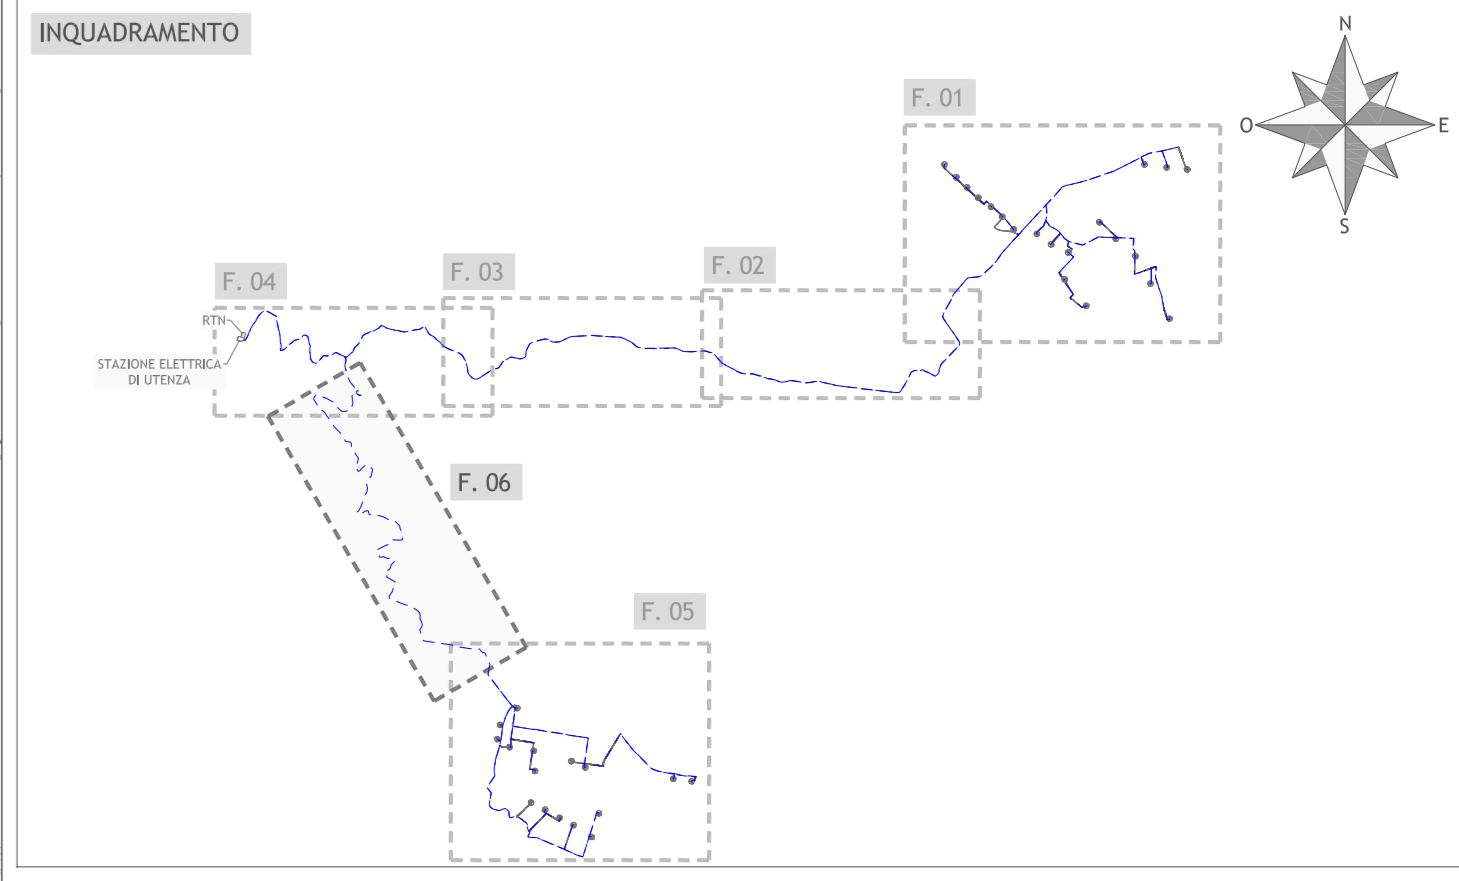 INQUADRAMENTO
N
O
E
S
F. 01
F. 02
F. 03
F. 04
RTN
STAZIONE ELETTRICA
DI UTENZA
F. 06
F. 05